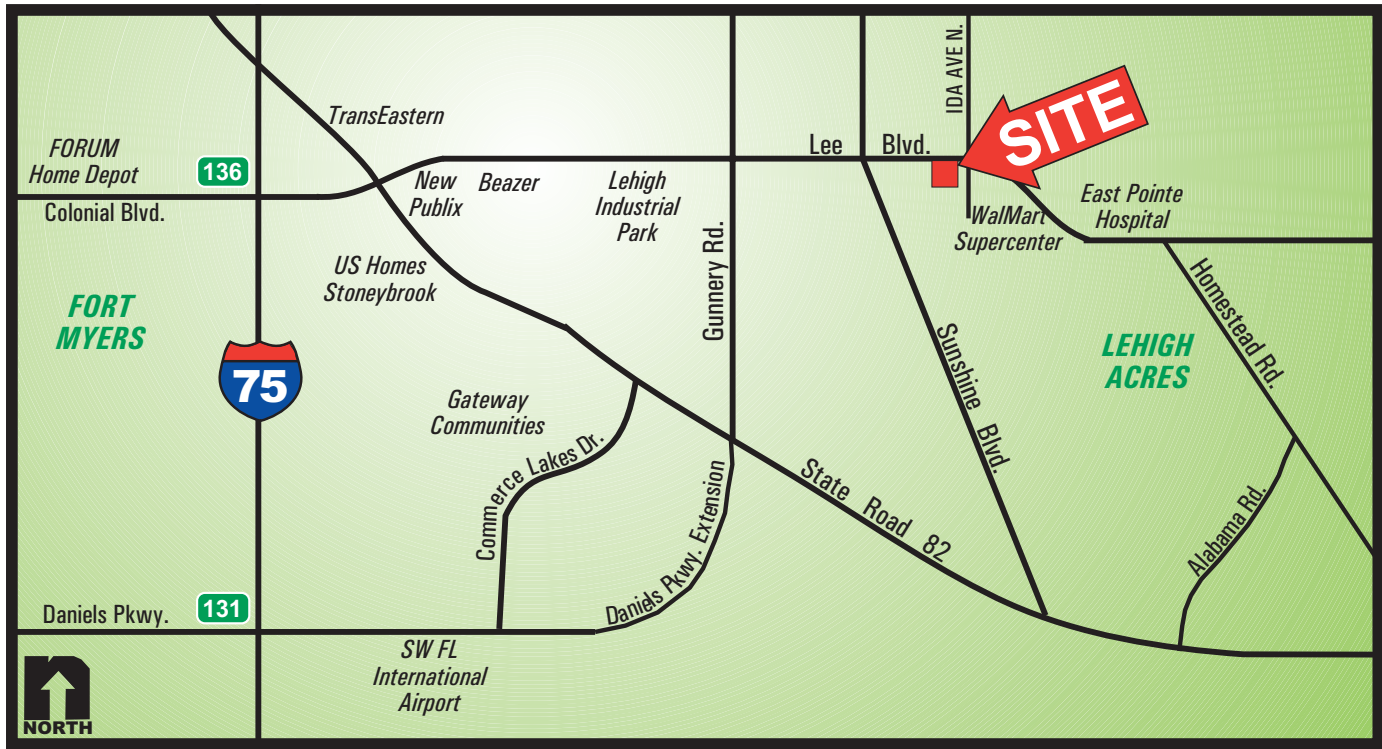 IDA AVE N.
SITE
TransEastern
FORUM
Home Depot
136
Colonial Blvd.
Lee Blvd.
New
Publix
Beazer
Lehigh
Industrial
Park
East Pointe
Hospital
WalMart
Supercenter
US Homes
Stoneybrook
Gunnery Rd.
Homestead Rd.
FORT
MYERS
75
Sunshine Blvd.
LEHIGH
ACRES
Gateway
Communities
Commerce Lakes Dr.
State Road 82
Daniels Pkwy. Extension
Alabama Rd.
Daniels Pkwy.
131
SW FL
International
Airport
n
NORTH